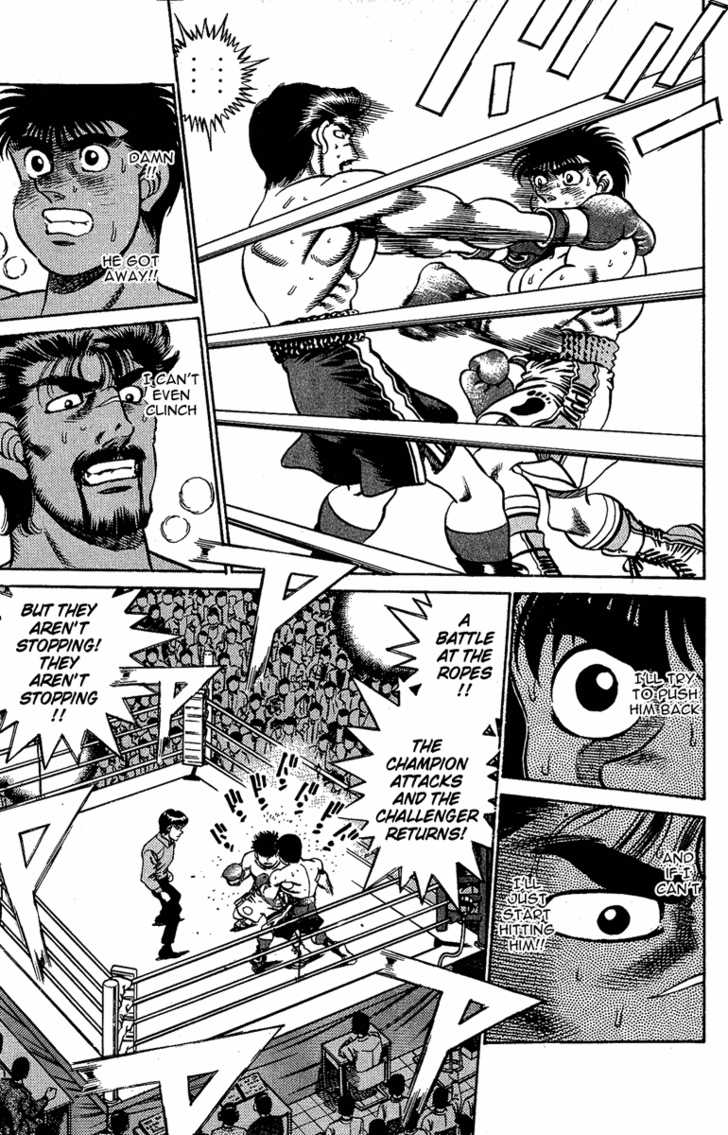 DAMN
!!
HE GOT
AWAY!!
I CAN'T
EVEN
CLINCH
I'LL TRY
TO PUSH
HIM BACK
AND
IF I
CAN'T
I'LL
JUST
START
HITTING
HIM!!
A
BATTLE
AT THE
ROPES
!!
THE
CHAMPION
ATTACKS
AND THE
CHALLENGER
RETURNS!
BUT THEY
AREN'T
STOPPING!
THEY
AREN'T
STOPPING
!!